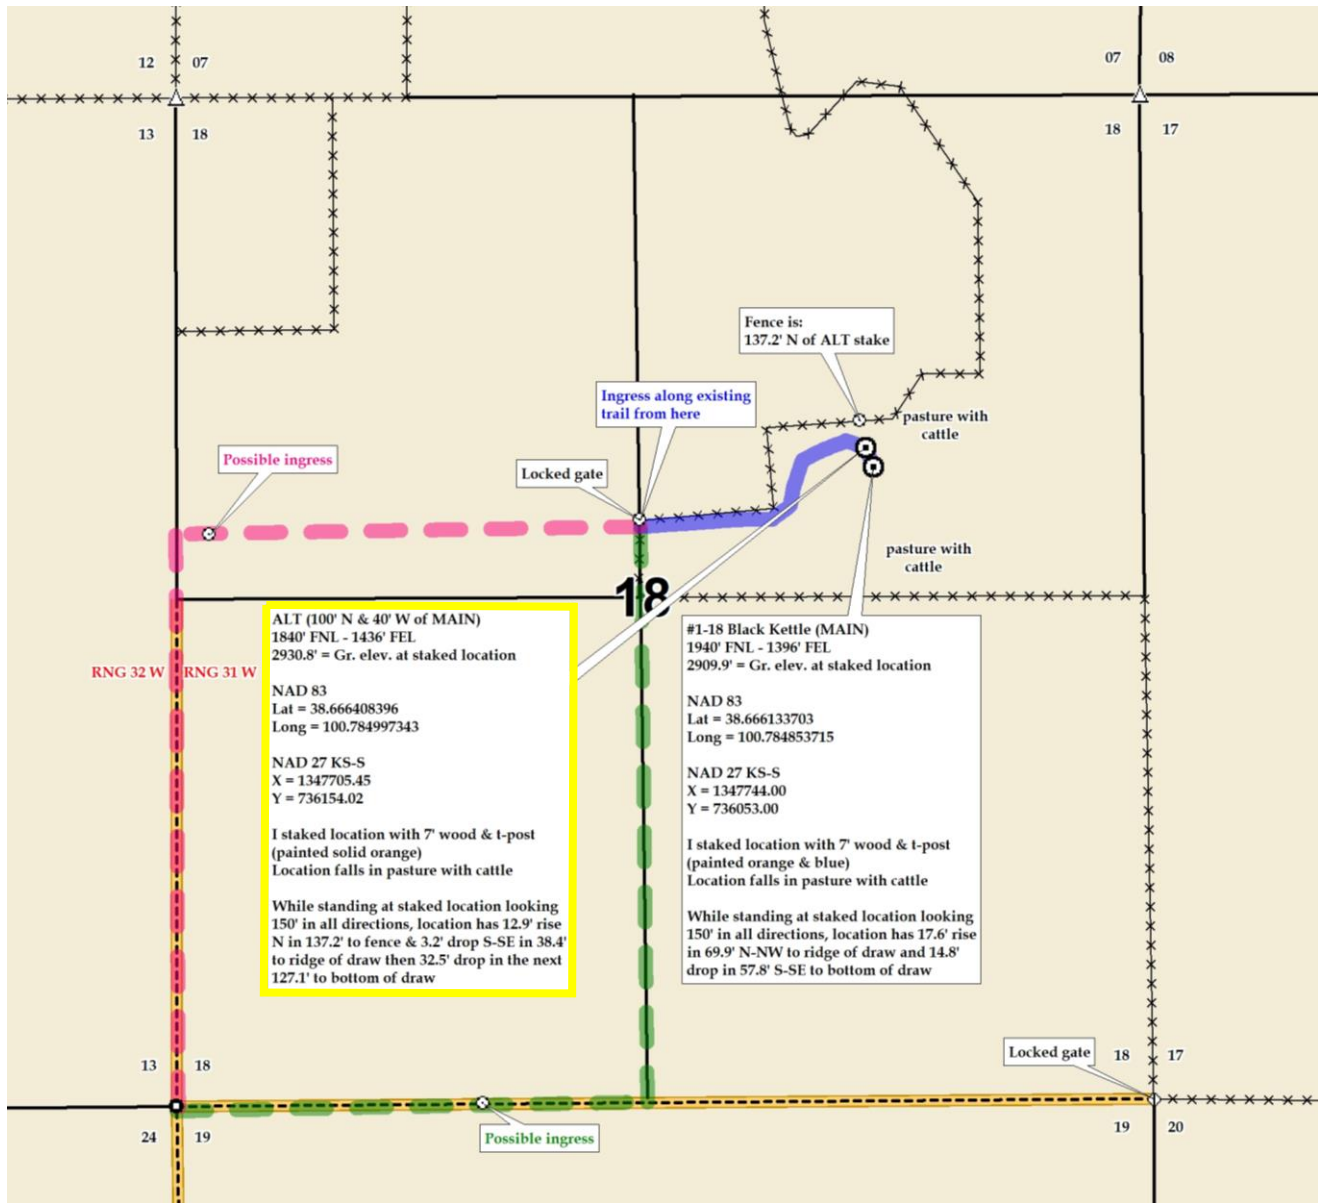 12 07
07 08
13 18
18 17
Fence is:
137.2' N of ALT stake
Ingress along existing
trail from here
pasture with
cattle
Possible ingress
Locked gate
pasture with
cattle
18
RNG 32 W RNG 31 W
ALT (100' N & 40' W of MAIN)
1840' FNL - 1436' FEL
2930.8' = Gr. elev. at staked location
NAD 83
Lat = 38.666408396
Long = 100.784997343
NAD 27 KS-S
X = 1347705.45
Y = 736154.02
I staked location with 7' wood & t-post
(painted solid orange)
Location falls in pasture with cattle
While standing at staked location looking
150' in all directions, location has 12.9' rise
N in 137.2' to fence & 3.2' drop S-SE in 38.4'
to ridge of draw then 32.5' drop in the next
127.1' to bottom of draw
#1-18 Black Kettle (MAIN)
1940' FNL - 1396' FEL
2909.9' = Gr. elev. at staked location
NAD 83
Lat = 38.666133703
Long = 100.784853715
NAD 27 KS-S
X = 1347744.00
Y = 736053.00
I staked location with 7' wood & t-post
(painted orange & blue)
Location falls in pasture with cattle
While standing at staked location looking
150' in all directions, location has 17.6' rise
in 69.9' N-NW to ridge of draw and 14.8'
drop in 57.8' S-SE to bottom of draw
13 18
Locked gate
18 17
24 19
Possible ingress
19 20